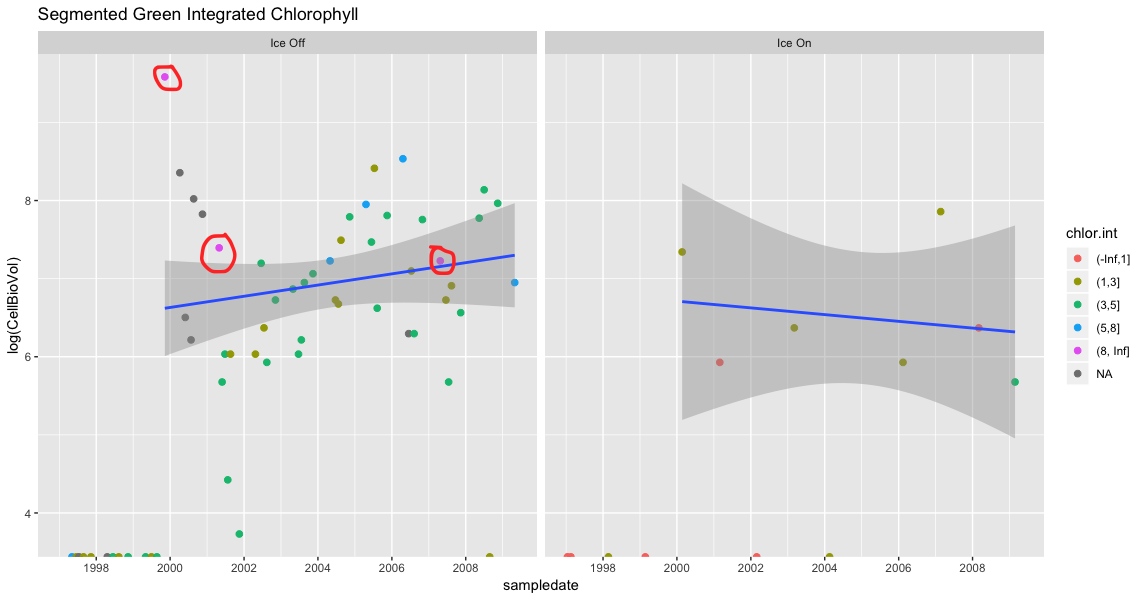 Segmented Green Integrated Chlorophyll
Ice Off
Ice On
log(CellBioVol)
8
6
4
1998
2000
2002
2004
2006
2008
1998
2000
2002
2004
2006
2008
sampledate
chlor.int
(-Inf,1]
(1,3]
(3,5]
(5,8]
(8, Inf]
NA